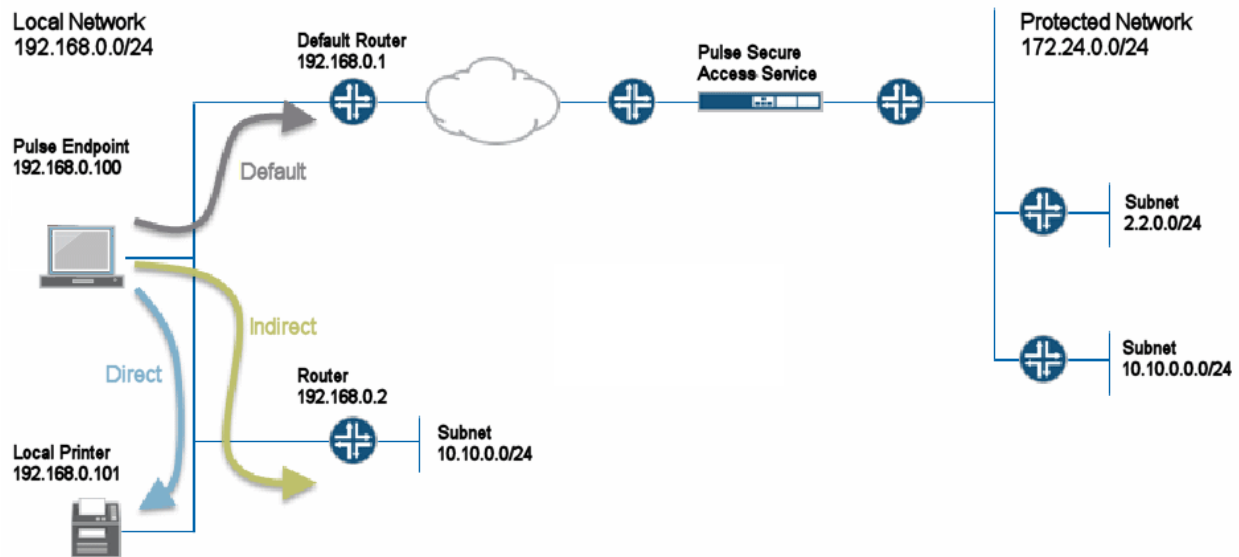 Local Network
192.168.0.0/24
Default Router
192.168.0.1
Pulse Secure
Access Service
Protected Network
172.24.0.0/24
Pulse Endpoint
192.168.0.100
Default
Subnet
2.2.0.0/24
Indirect
Direct
Router
192.168.0.2
Subnet
10.10.0.0.0/24
Subnet
10.10.0.0/24
Local Printer
192.168.0.101